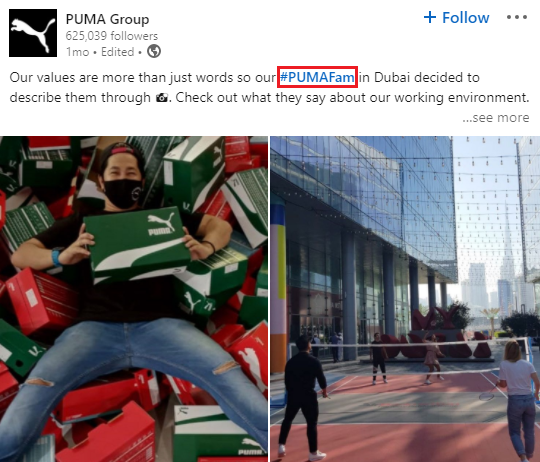 PUMA Group
+ Follow
625,039 followers
1mo • Edited •
Our values are more than just words so our #PUMAFam in Dubai decided to
describe them through 📷. Check out what they say about our working environment.
...see more
PUMA
PUMA